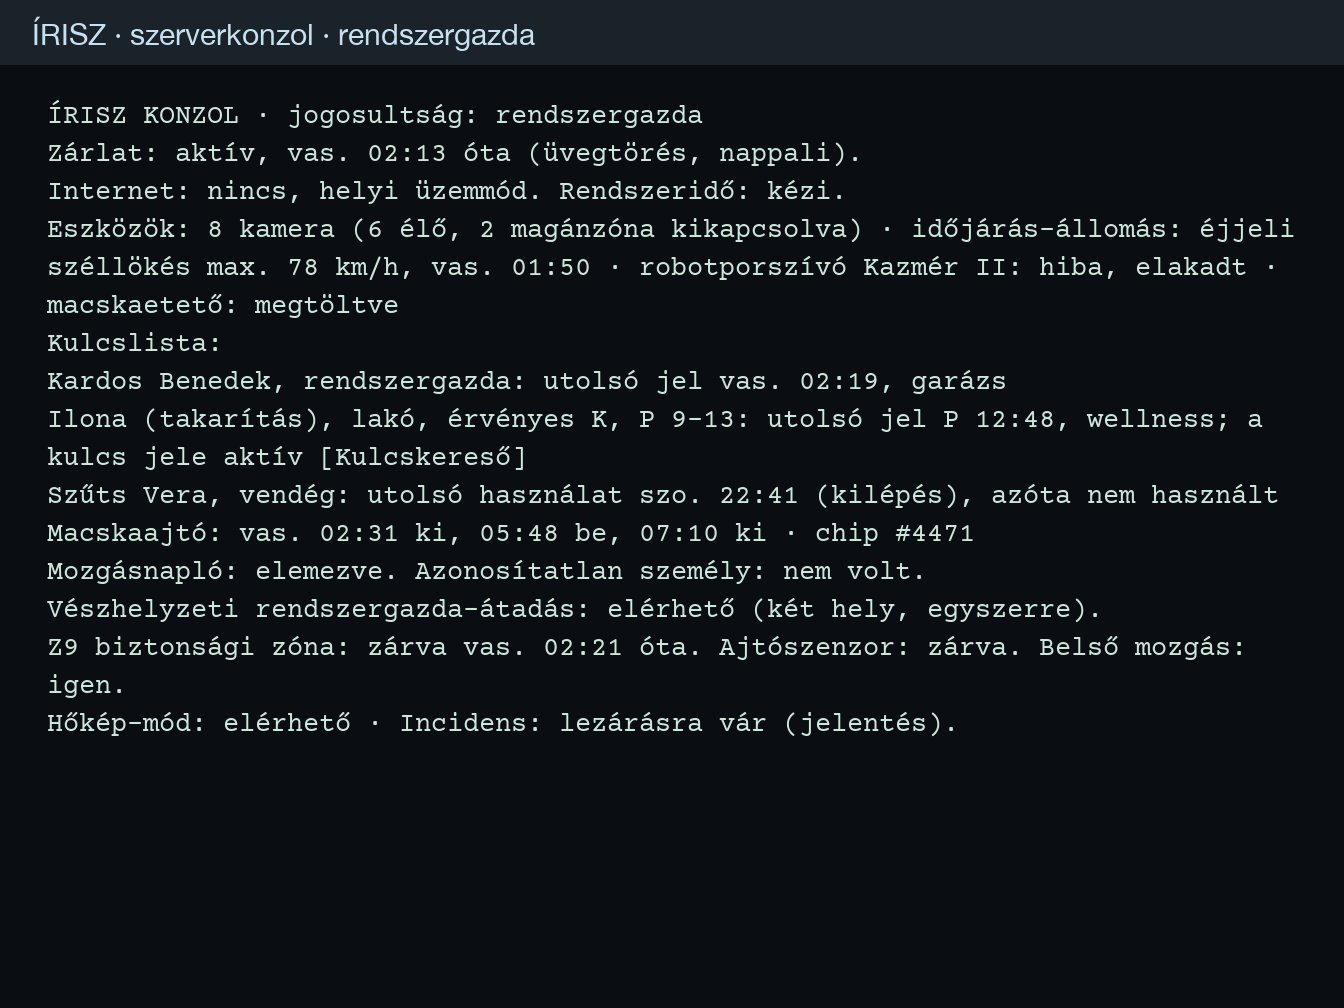 ÍRISZ · szerverkonzol · rendszergazda
ÍRISZ KONZOL · jogosultság: rendszergazda
Zárlat: aktív, vas. 02:13 óta (üvegtörés, nappali).
Internet: nincs, helyi üzemmód. Rendszeridő: kézi.
Eszközök: 8 kamera (6 élő, 2 magánzóna kikapcsolva) · időjárás-állomás: éjjeli
széllökés max. 78 km/h, vas. 01:50 · robotporszívó Kazmér II: hiba, elakadt ·
macskaetető: megtöltve
Kulcslista:
Kardos Benedek, rendszergazda: utolsó jel vas. 02:19, garázs
Ilona (takarítás), lakó, érvényes K, P 9-13: utolsó jel P 12:48, wellness; a
kulcs jele aktív [Kulcskereső]
Szűts Vera, vendég: utolsó használat szo. 22:41 (kilépés), azóta nem használt
Macskaajtó: vas. 02:31 ki, 05:48 be, 07:10 ki · chip #4471
Mozgásnapló: elemezve. Azonosítatlan személy: nem volt.
Vészhelyzeti rendszergazda-átadás: elérhető (két hely, egyszerre).
Z9 biztonsági zóna: zárva vas. 02:21 óta. Ajtószenzor: zárva. Belső mozgás:
igen.
Hőkép-mód: elérhető · Incidens: lezárásra vár (jelentés).